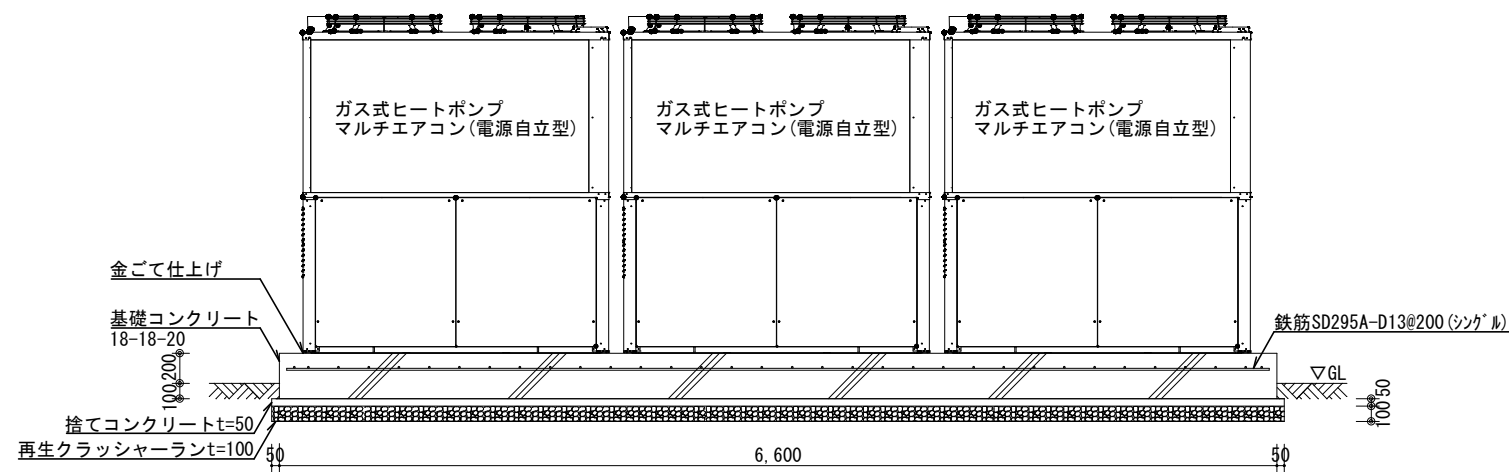 ガス式ヒートポンプ
マルチエアコン(電源自立型)
ガス式ヒートポンプ
マルチエアコン(電源自立型)
ガス式ヒートポンプ
マルチエアコン(電源自立型)
金ごて仕上げ
基礎コンクリート
18-18-20
鉄筋SD295A-D13@200(シングル)
200
100
▽GL
50
100
捨てコンクリートt=50
再生クラッシャーランt=100
50
6,600
50